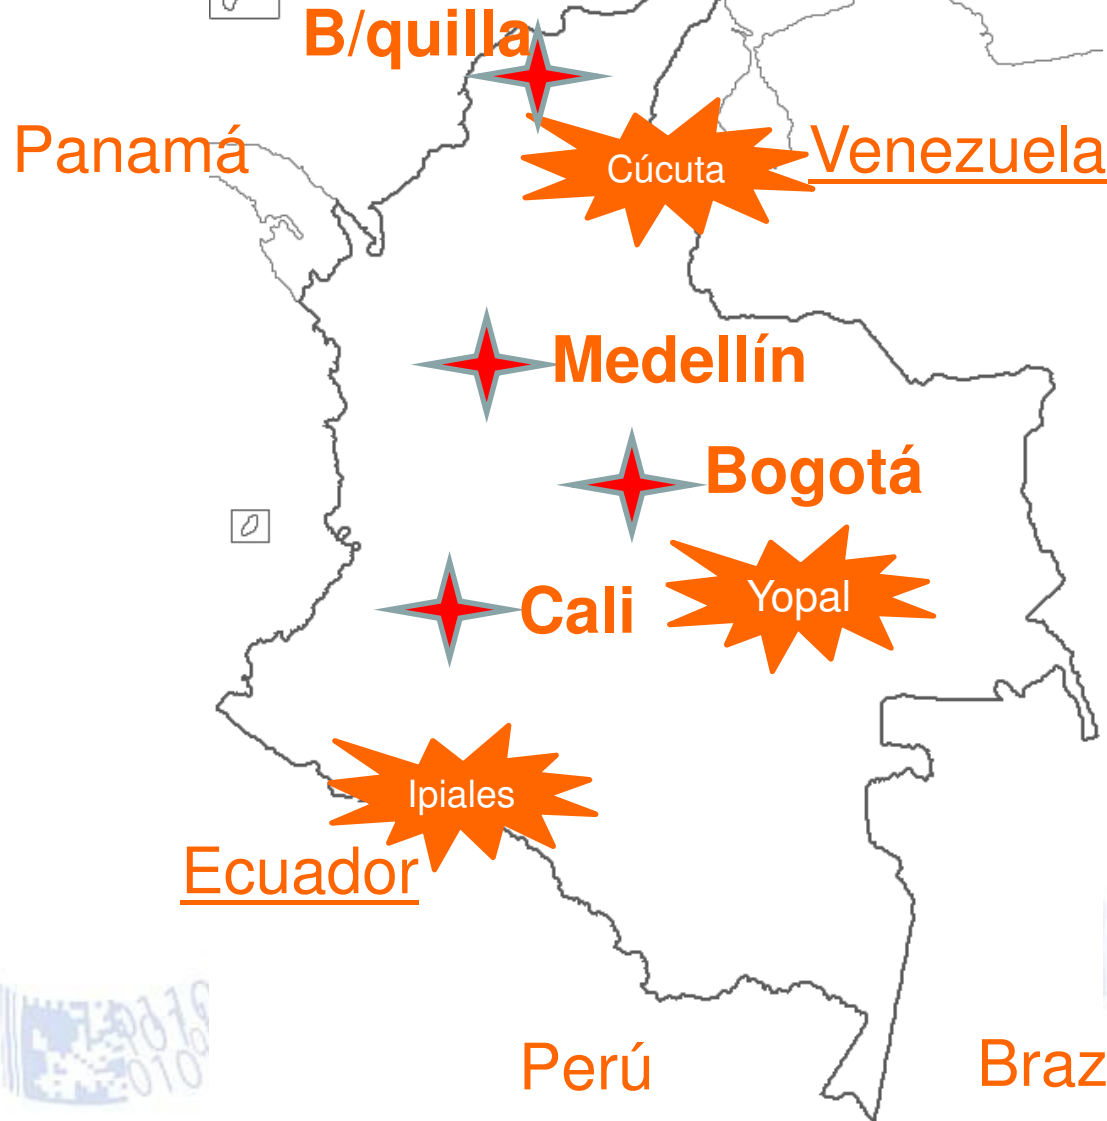 B/quilla
Panamá
Cúcuta
Venezuela
Medellín
Bogotá
Cali
Yopal
Ipiales
Ecuador
Perú
Braz